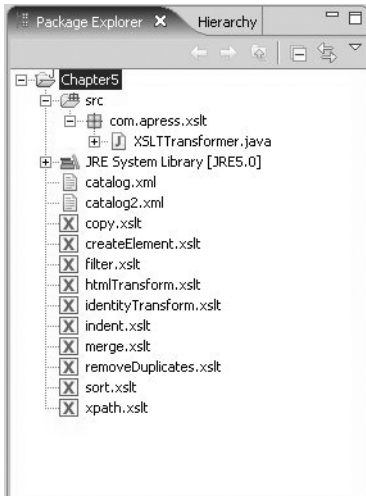 Package Explorer Hierarchy
Chapter5
src
com.apress.xslt
XSLTTransformer.java
JRE System Library [JRE5.0]
catalog.xml
catalog2.xml
copy.xslt
createElement.xslt
filter.xslt
htmlTransform.xslt
identityTransform.xslt
indent.xslt
merge.xslt
removeDuplicates.xslt
sort.xslt
xpath.xslt